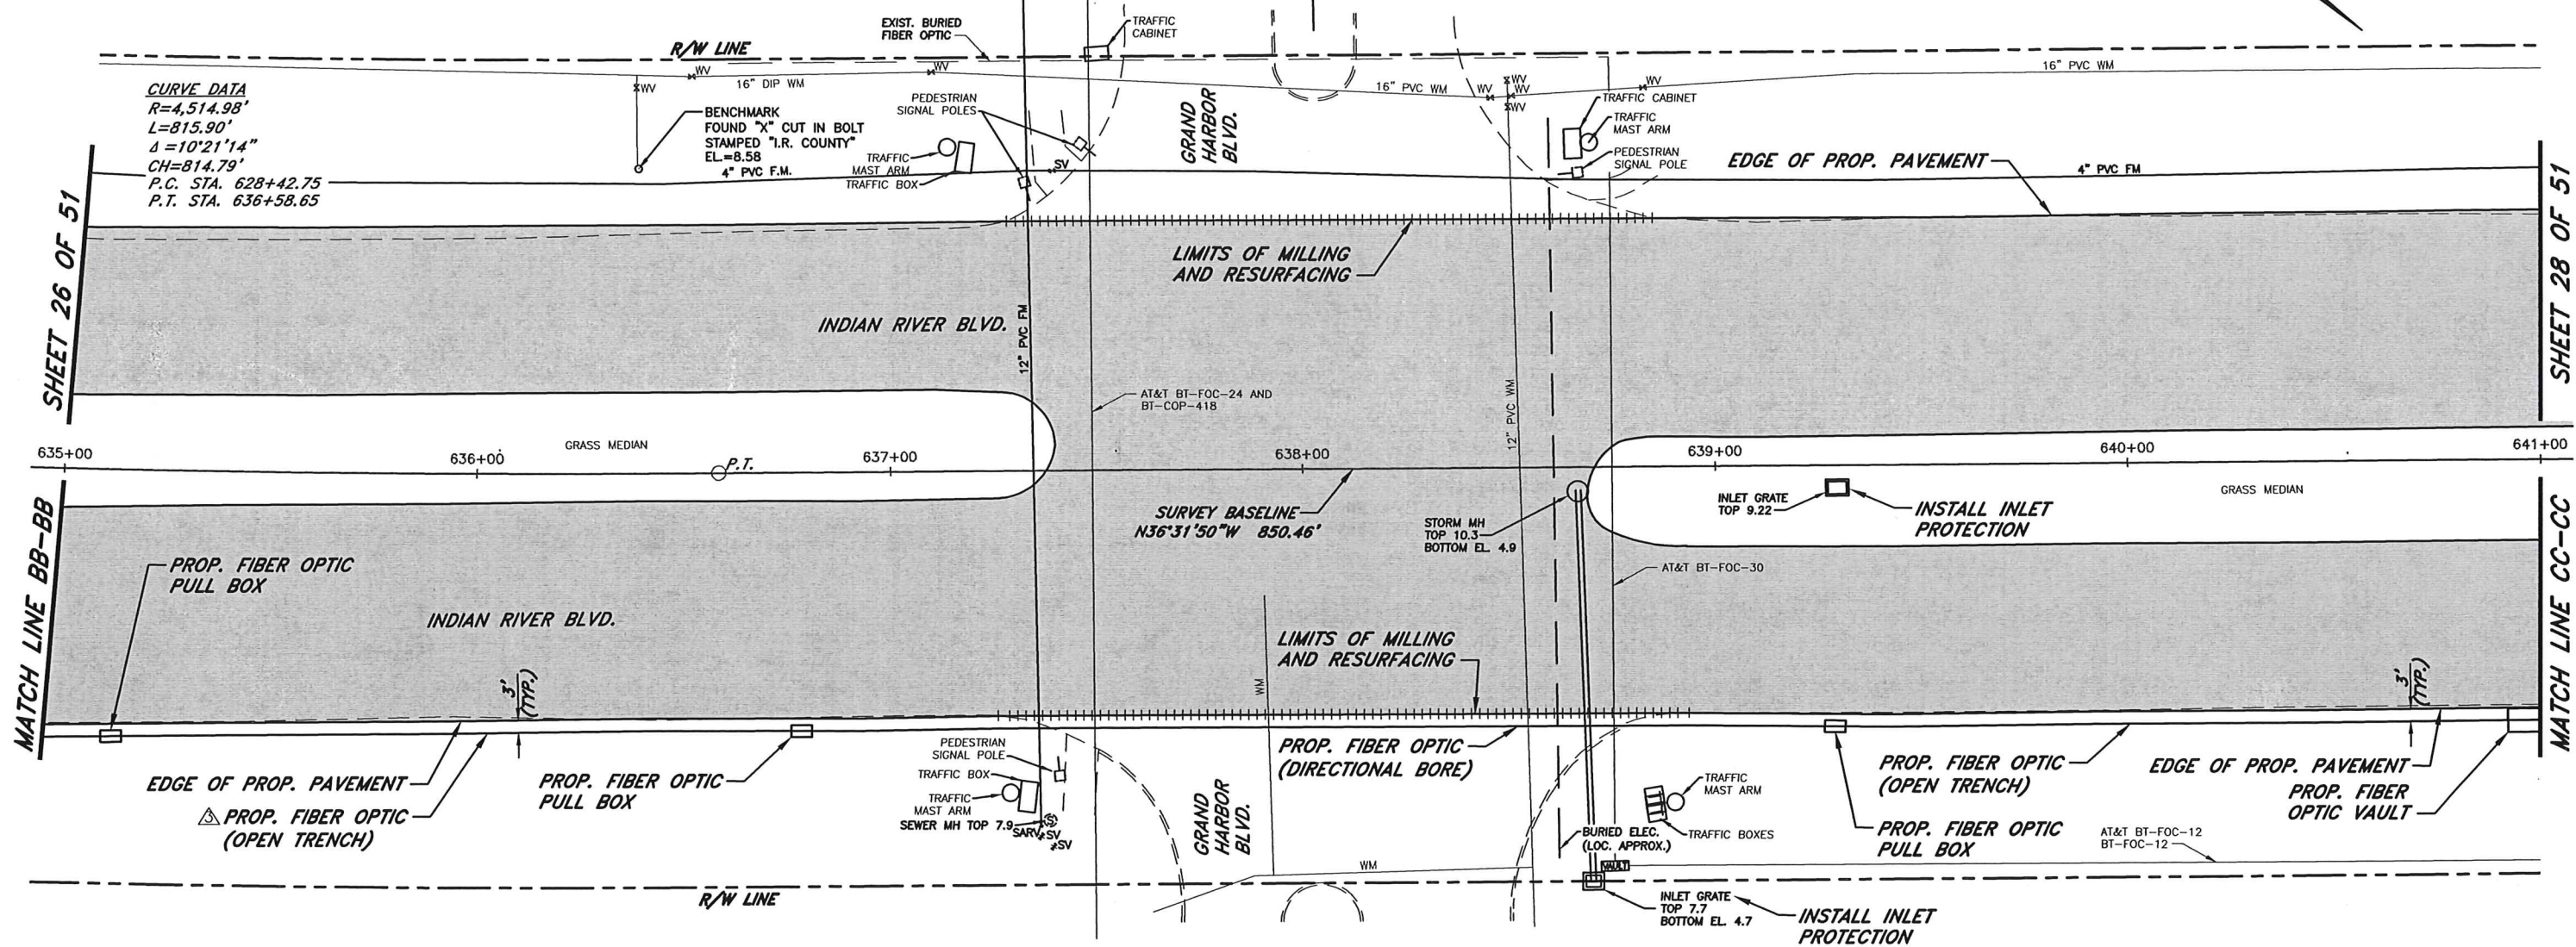 EXIST. BURIED
FIBER OPTIC
TRAFFIC
CABINET
R/W LINE
WV
16" DIP WM
WV
WV
16" PVC WM
WV
WV
WV
WV
WV
16" PVC WM
CURVE DATA
R=4,514.98'
L=815.90'
Δ =10°21'14"
CH=814.79'
P.C. STA. 628+42.75
P.T. STA. 636+58.65
BENCHMARK
FOUND "X" CUT IN BOLT
STAMPED "I.R. COUNTY"
EL.=8.58
4" PVC F.M.
PEDESTRIAN
SIGNAL POLES
TRAFFIC
MAST ARM
TRAFFIC BOX
SV
GRAND
HARBOR
BLVD.
TRAFFIC CABINET
TRAFFIC
MAST ARM
PEDESTRIAN
SIGNAL POLE
EDGE OF PROP. PAVEMENT
4" PVC FM
SHEET 26 OF 51
SHEET 28 OF 51
LIMITS OF MILLING
AND RESURFACING
INDIAN RIVER BLVD.
12" PVC FM
AT&T BT-FOC-24 AND
BT-COP-418
12" PVC WM
635+00
636+00
GRASS MEDIAN
P.T.
637+00
638+00
639+00
640+00
641+00
SURVEY BASELINE
N36°31'50"W 850.46'
STORM MH
TOP 10.3
BOTTOM EL. 4.9
INLET GRATE
TOP 9.22
INSTALL INLET
PROTECTION
GRASS MEDIAN
MATCH LINE BB-BB
MATCH LINE CC-CC
PROP. FIBER OPTIC
PULL BOX
INDIAN RIVER BLVD.
AT&T BT-FOC-30
LIMITS OF MILLING
AND RESURFACING
WM
3'
(TYP.)
3'
(TYP.)
EDGE OF PROP. PAVEMENT
3 PROP. FIBER OPTIC
(OPEN TRENCH)
PROP. FIBER OPTIC
PULL BOX
PEDESTRIAN
SIGNAL POLE
TRAFFIC BOX
TRAFFIC
MAST ARM
SEWER MH TOP 7.9
SARV
SV
SV
GRAND
HARBOR
BLVD.
PROP. FIBER OPTIC
(DIRECTIONAL BORE)
WM
BURIED ELEC.
(LOC. APPROX.)
VAULT
TRAFFIC
MAST ARM
TRAFFIC BOXES
PROP. FIBER OPTIC
(OPEN TRENCH)
PROP. FIBER OPTIC
PULL BOX
EDGE OF PROP. PAVEMENT
PROP. FIBER
OPTIC VAULT
AT&T BT-FOC-12
BT-FOC-12
R/W LINE
INLET GRATE
TOP 7.7
BOTTOM EL. 4.7
INSTALL INLET
PROTECTION